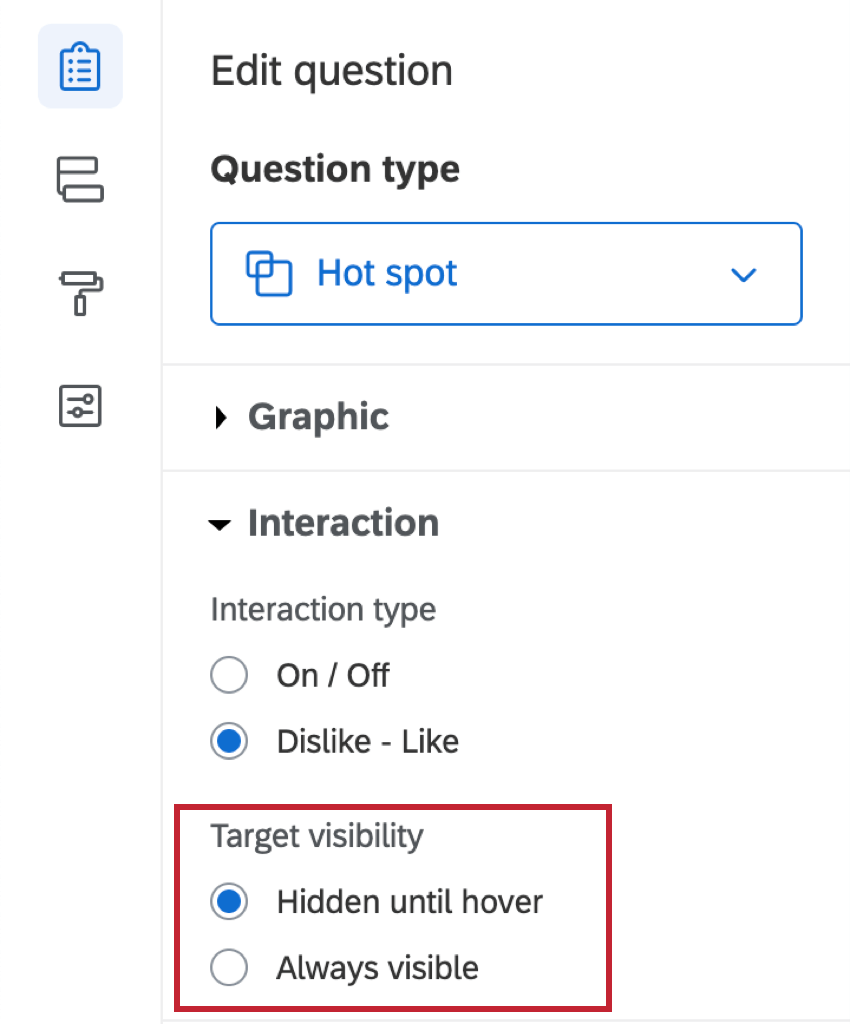 Edit question
Question type
Hot spot
Graphic
Interaction
Interaction type
On / Off
Dislike - Like
Target visibility
Hidden until hover
Always visible